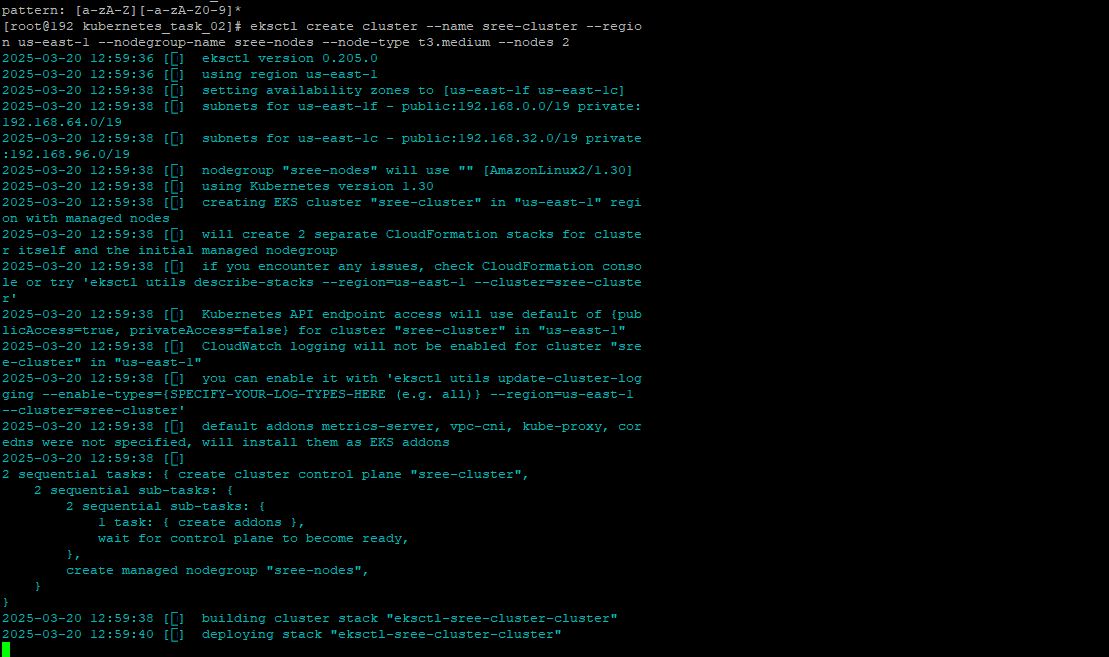 pattern: [a-zA-Z][-a-zA-Z0-9]*
[root@192 kubernetes_task_02]# eksctl create cluster --name sree-cluster --regio
n us-east-1 --nodegroup-name sree-nodes --node-type t3.medium --nodes 2
2025-03-20 12:59:36 [▯]  eksctl version 0.205.0
2025-03-20 12:59:36 [▯]  using region us-east-1
2025-03-20 12:59:38 [▯]  setting availability zones to [us-east-1f us-east-1c]
2025-03-20 12:59:38 [▯]  subnets for us-east-1f - public:192.168.0.0/19 private:
192.168.64.0/19
2025-03-20 12:59:38 [▯]  subnets for us-east-1c - public:192.168.32.0/19 private
:192.168.96.0/19
2025-03-20 12:59:38 [▯]  nodegroup "sree-nodes" will use "" [AmazonLinux2/1.30]
2025-03-20 12:59:38 [▯]  using Kubernetes version 1.30
2025-03-20 12:59:38 [▯]  creating EKS cluster "sree-cluster" in "us-east-1" regi
on with managed nodes
2025-03-20 12:59:38 [▯]  will create 2 separate CloudFormation stacks for cluste
r itself and the initial managed nodegroup
2025-03-20 12:59:38 [▯]  if you encounter any issues, check CloudFormation conso
le or try 'eksctl utils describe-stacks --region=us-east-1 --cluster=sree-cluste
r'
2025-03-20 12:59:38 [▯]  Kubernetes API endpoint access will use default of {pub
licAccess=true, privateAccess=false} for cluster "sree-cluster" in "us-east-1"
2025-03-20 12:59:38 [▯]  CloudWatch logging will not be enabled for cluster "sre
e-cluster" in "us-east-1"
2025-03-20 12:59:38 [▯]  you can enable it with 'eksctl utils update-cluster-log
ging --enable-types={SPECIFY-YOUR-LOG-TYPES-HERE (e.g. all)} --region=us-east-1
--cluster=sree-cluster'
2025-03-20 12:59:38 [▯]  default addons metrics-server, vpc-cni, kube-proxy, cor
edns were not specified, will install them as EKS addons
2025-03-20 12:59:38 [▯]
2 sequential tasks: { create cluster control plane "sree-cluster",
    2 sequential sub-tasks: {
        2 sequential sub-tasks: {
            1 task: { create addons },
            wait for control plane to become ready,
        },
        create managed nodegroup "sree-nodes",
    }
}
2025-03-20 12:59:38 [▯]  building cluster stack "eksctl-sree-cluster-cluster"
2025-03-20 12:59:40 [▯]  deploying stack "eksctl-sree-cluster-cluster"